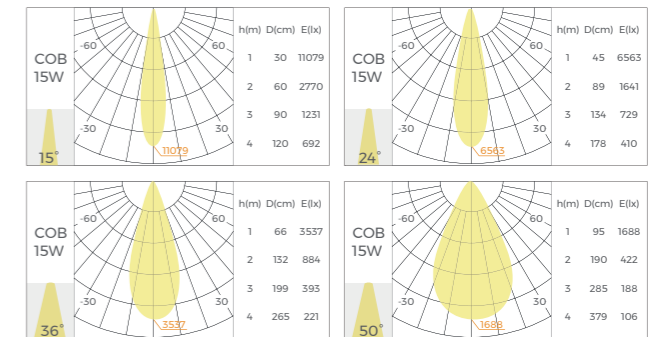 COB
15W
15°
-60
60
-30
30
11079
h(m) D(cm) E(lx)
1 30 11079
2 60 2770
3 90 1231
4 120 692
COB
15W
24°
-60
60
-30
30
6563
h(m) D(cm) E(lx)
1 45 6563
2 89 1641
3 134 729
4 178 410
COB
15W
36°
-60
60
-30
30
3537
h(m) D(cm) E(lx)
1 66 3537
2 132 884
3 199 393
4 265 221
COB
15W
50°
-60
60
-30
30
1688
h(m) D(cm) E(lx)
1 95 1688
2 190 422
3 285 188
4 379 106